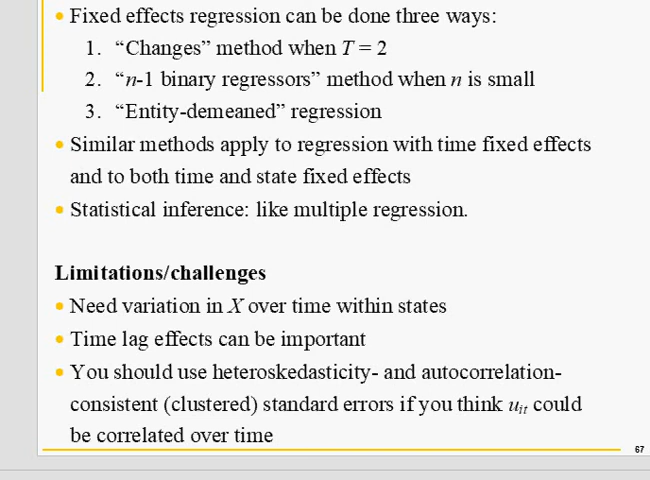 • Fixed effects regression can be done three ways:
1. “Changes” method when T = 2
2. “n-1 binary regressors” method when n is small
3. “Entity-demeaned” regression
• Similar methods apply to regression with time fixed effects
and to both time and state fixed effects
• Statistical inference: like multiple regression.
Limitations/challenges
• Need variation in X over time within states
• Time lag effects can be important
• You should use heteroskedasticity- and autocorrelation-
consistent (clustered) standard errors if you think uit could
be correlated over time
67